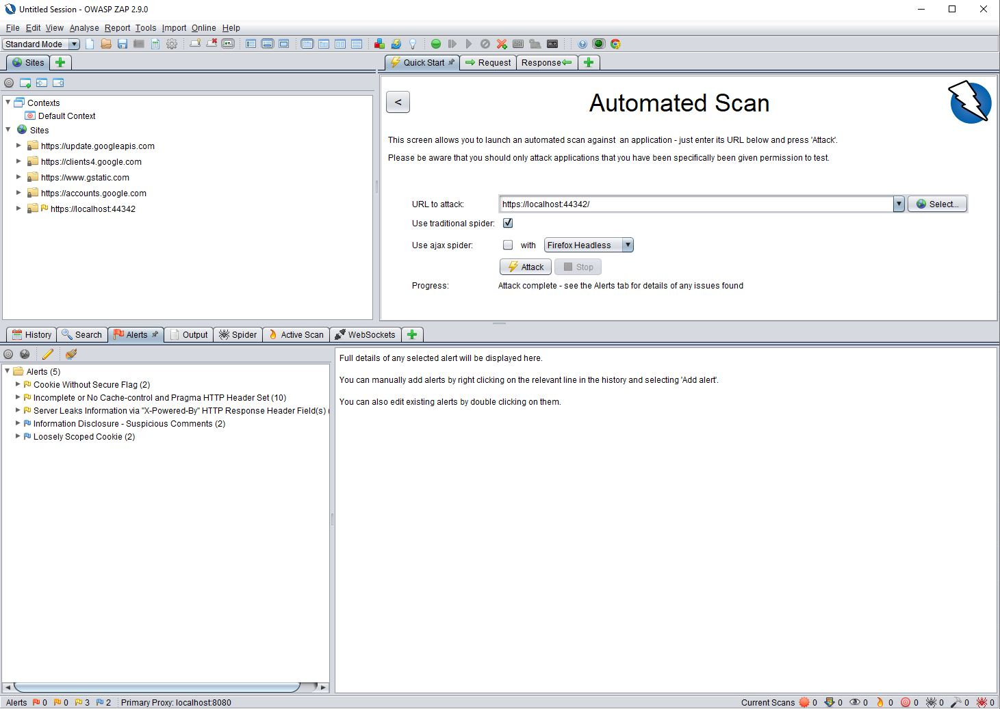 Untitled Session - OWASP ZAP 2.9.0
File Edit View Analyse Report Tools Import Online Help
Standard Mode
Sites
Quick Start Request Response
Contexts
Default Context
Sites
https://update.googleapis.com
https://clients4.google.com
https://www.gstatic.com
https://accounts.google.com
https://localhost:44342
<
Automated Scan
This screen allows you to launch an automated scan against  an application - just enter its URL below and press 'Attack'.
Please be aware that you should only attack applications that you have been specifically been given permission to test.
URL to attack: https://localhost:44342/ Select...
Use traditional spider:
Use ajax spider: with Firefox Headless
Attack Stop
Progress: Attack complete - see the Alerts tab for details of any issues found
History Search Alerts Output Spider Active Scan WebSockets
Alerts (5)
Cookie Without Secure Flag (2)
Incomplete or No Cache-control and Pragma HTTP Header Set (10)
Server Leaks Information via "X-Powered-By" HTTP Response Header Field(s) (
Information Disclosure - Suspicious Comments (2)
Loosely Scoped Cookie (2)
Full details of any selected alert will be displayed here.
You can manually add alerts by right clicking on the relevant line in the history and selecting 'Add alert'.
You can also edit existing alerts by double clicking on them.
Alerts 0 0 3 2 Primary Proxy: localhost:8080 Current Scans 0 0 0 0 0 0 0 0